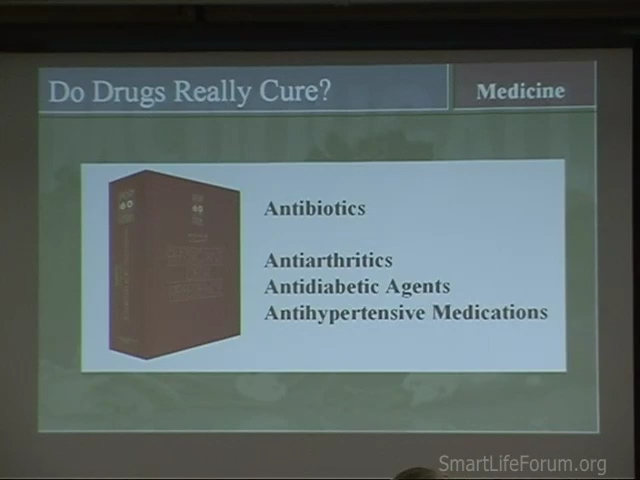 Do Drugs Really Cure?
Medicine
Antibiotics
Antiarthritics
Antidiabetic Agents
Antihypertensive Medications
SmartLifeForum.org